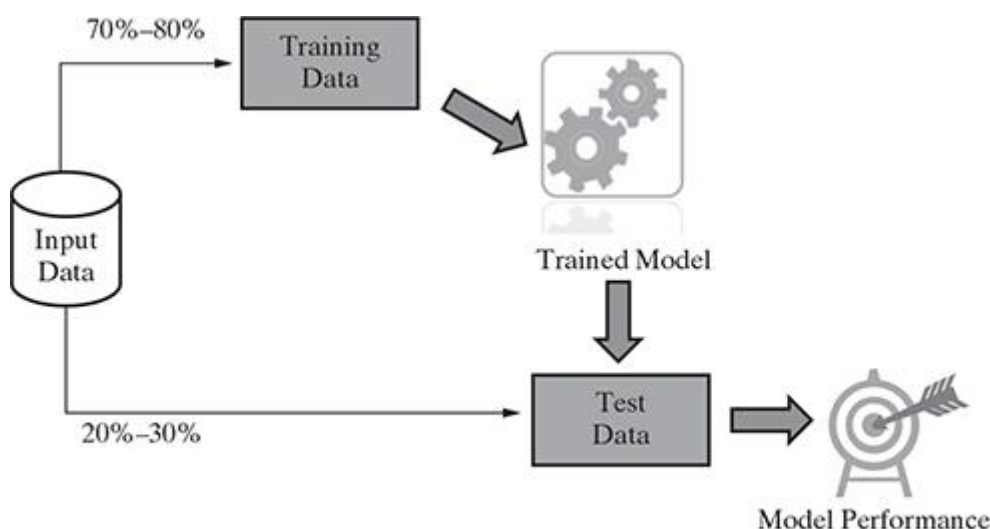 70%–80%
Training
Data
Input
Data
Trained Model
20%–30%
Test
Data
Model Performance